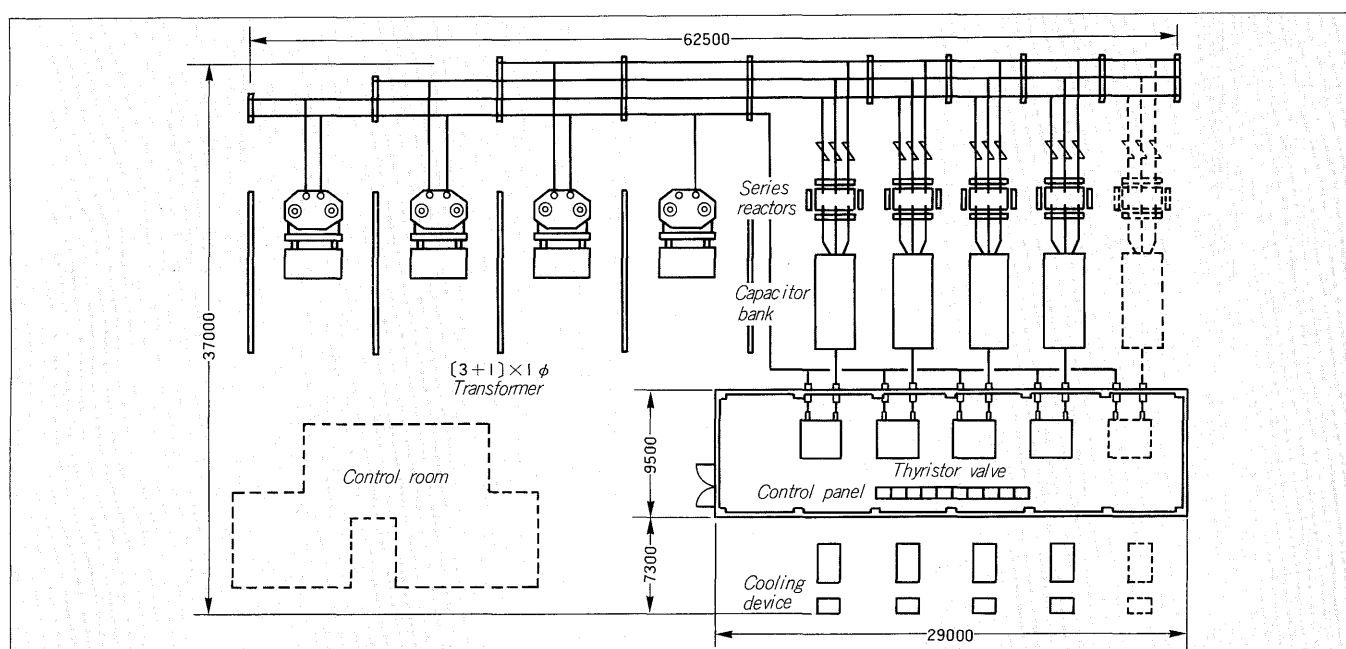 62500
Series
reactors
37000
Capacitor
bank
(3+1)×1φ
Transformer
9500
Control room
Thyristor valve
Control panel
7300
Cooling
device
29000